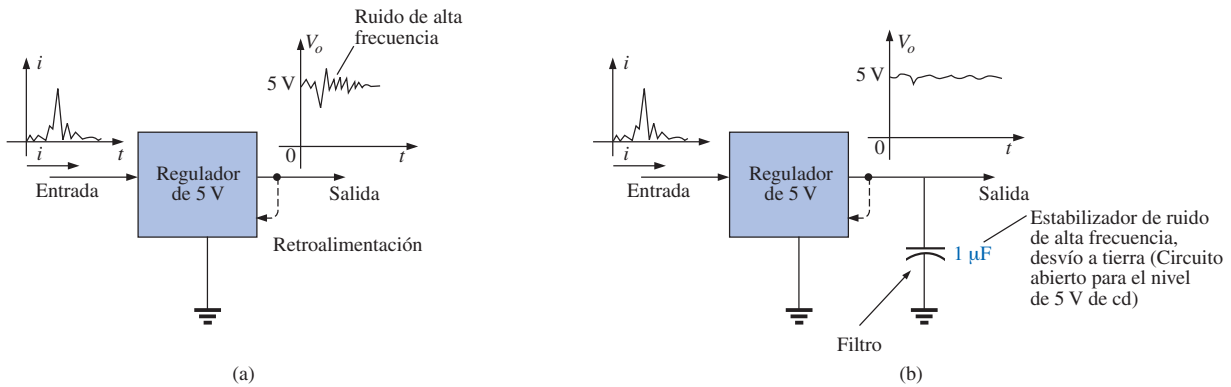 Ruido de alta
frecuencia
V_o
i
5 V
i
t
0
t
Entrada
Regulador
de 5 V
Salida
Retroalimentación
(a)
V_o
i
5 V
i
t
0
t
Entrada
Regulador
de 5 V
Salida
1 μF
Estabilizador de ruido
de alta frecuencia,
desvío a tierra (Circuito
abierto para el nivel
de 5 V de cd)
Filtro
(b)